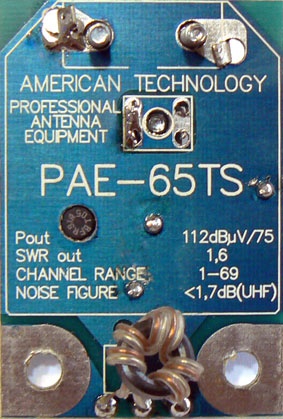 AMERICAN TECHNOLOGY
PROFESSIONAL
ANTENNA
EQUIPMENT
PAE-65TS
Pout 112dBµV/75
SWR out 1,6
CHANNEL RANGE 1-69
NOISE FIGURE <1,7dB(UHF)